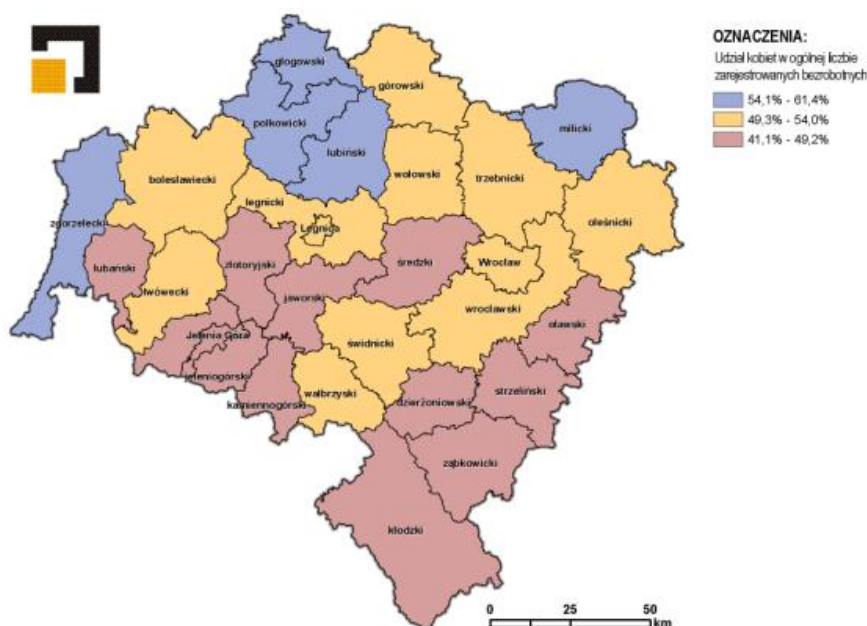 OZNACZENIA:
Udział kobiet w ogólnej liczbie
zarejestrowanych bezrobotnych
54,1% - 61,4%
49,3% - 54,0%
41,1% - 49,2%
głogowski
górowski
polkowicki
lubiński
milicki
bolesławiecki
wołowski
trzebnicki
legnicki
Legnica
oleśnicki
zgorzelecki
lubański
złotoryjski
średzki
Wrocław
lwówecki
jaworski
wrocławski
oławski
Jelenia Góra
świdnicki
jeleniogórski
wałbrzyski
strzeliński
kamiennogórski
dzierżoniowski
ząbkowicki
kłodzki
0 25 50
km